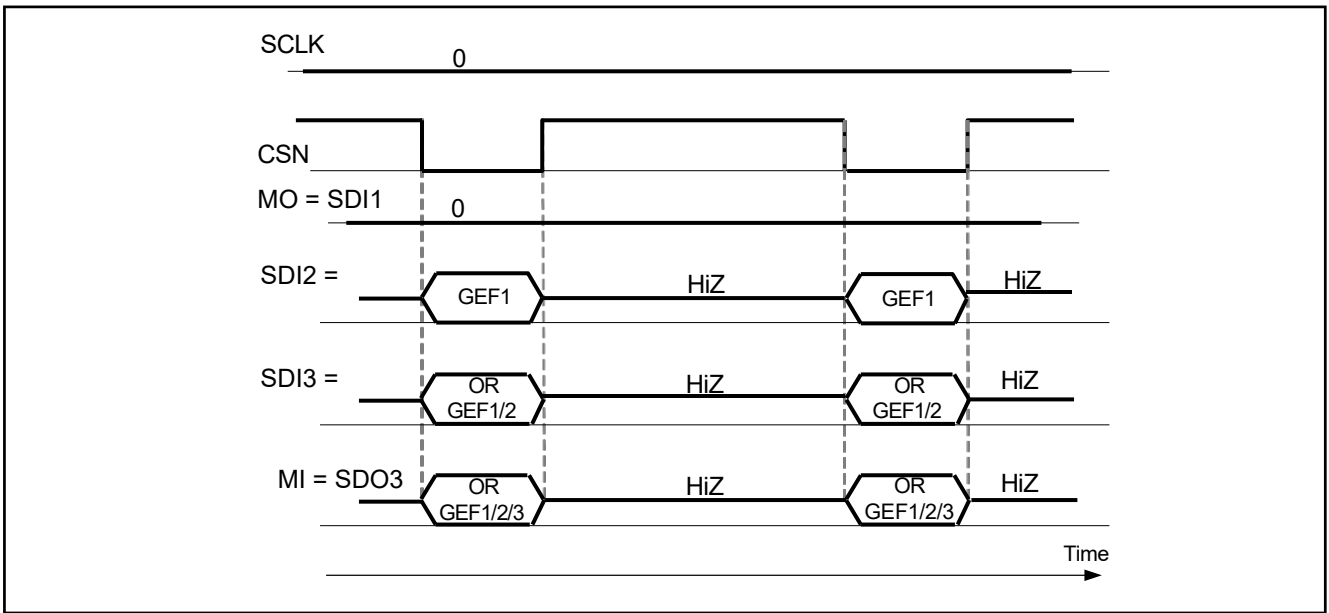 SCLK
0
CSN
MO = SDI1
0
SDI2 =
GEF1
HiZ
GEF1
HiZ
SDI3 =
OR
GEF1/2
HiZ
OR
GEF1/2
HiZ
MI = SDO3
OR
GEF1/2/3
HiZ
OR
GEF1/2/3
HiZ
Time